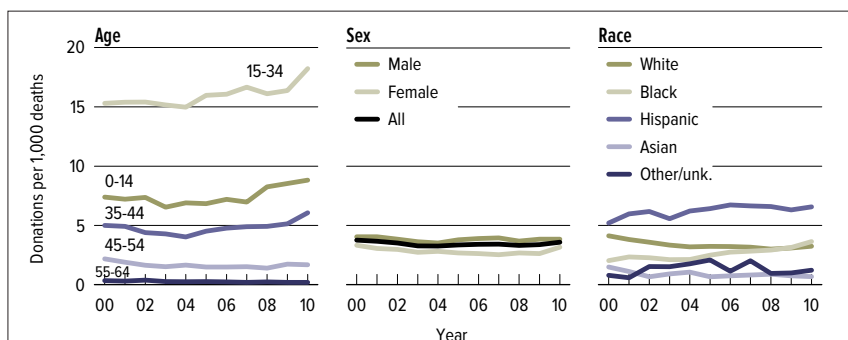 Age
Sex
Race
Donations per 1,000 deaths
20
15
10
5
0
15-34
0-14
35-44
45-54
55-64
Male
Female
All
White
Black
Hispanic
Asian
Other/unk.
00 02 04 06 08 10
00 02 04 06 08 10
00 02 04 06 08 10
Year